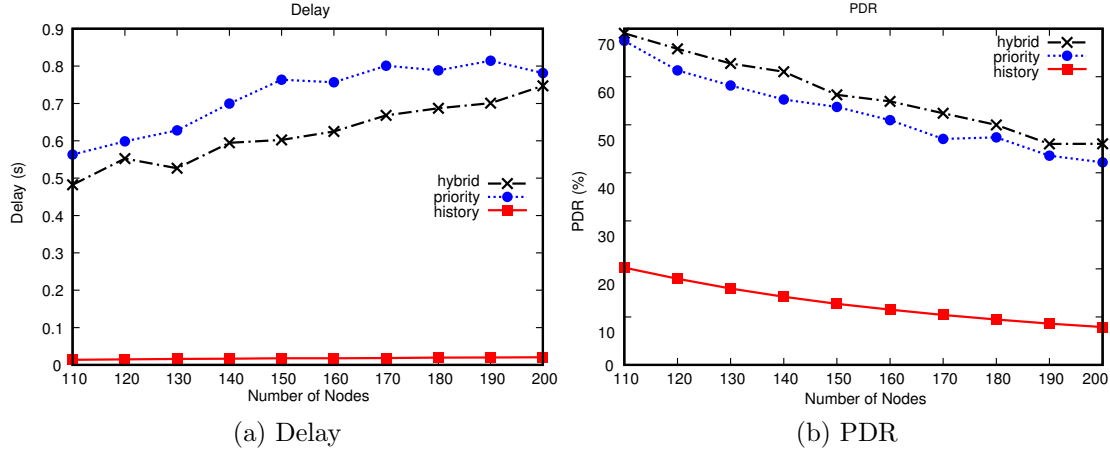 Delay
0.9
0.8
0.7
0.6
0.5
0.4
0.3
0.2
0.1
0
Delay (s)
hybrid
priority
history
110 120 130 140 150 160 170 180 190 200
Number of Nodes
(a) Delay
PDR
70
60
50
40
30
20
10
0
PDR (%)
hybrid
priority
history
110 120 130 140 150 160 170 180 190 200
Number of Nodes
(b) PDR